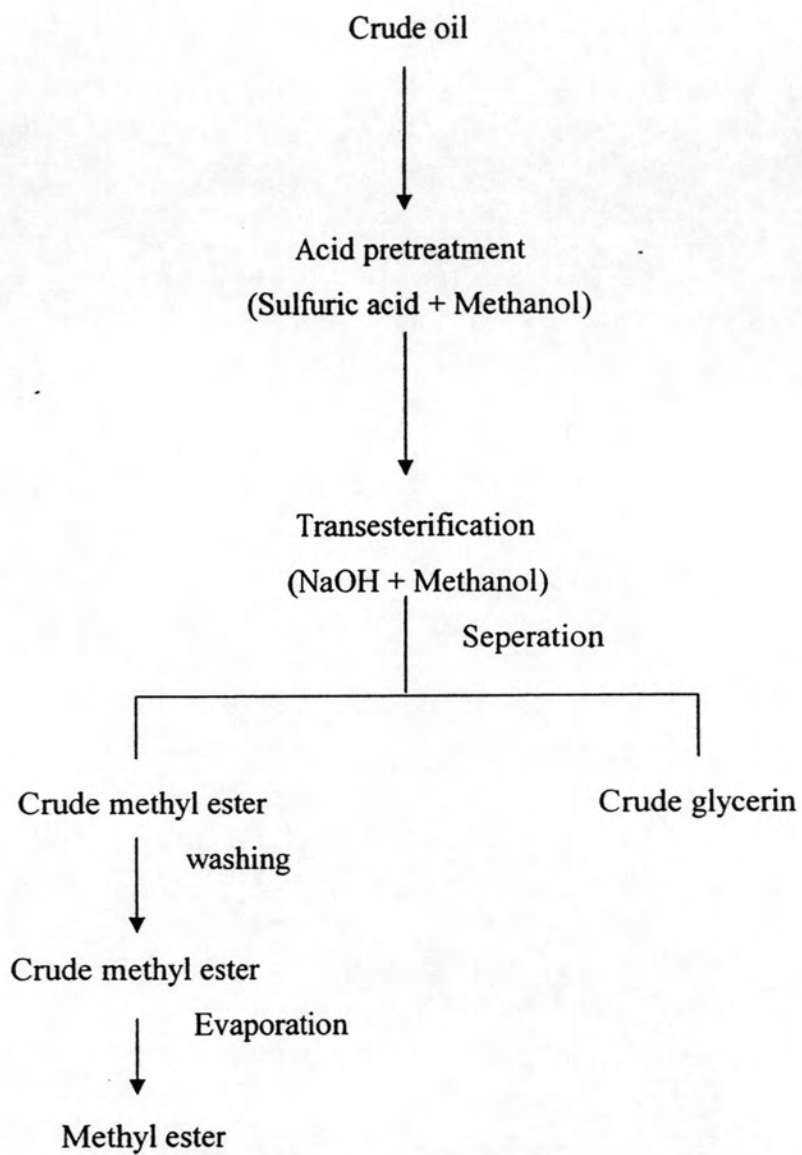 Crude oil
Acid pretreatment
(Sulfuric acid + Methanol)
Transesterification
(NaOH + Methanol)
Seperation
Crude methyl ester
Crude glycerin
washing
Crude methyl ester
Evaporation
Methyl ester